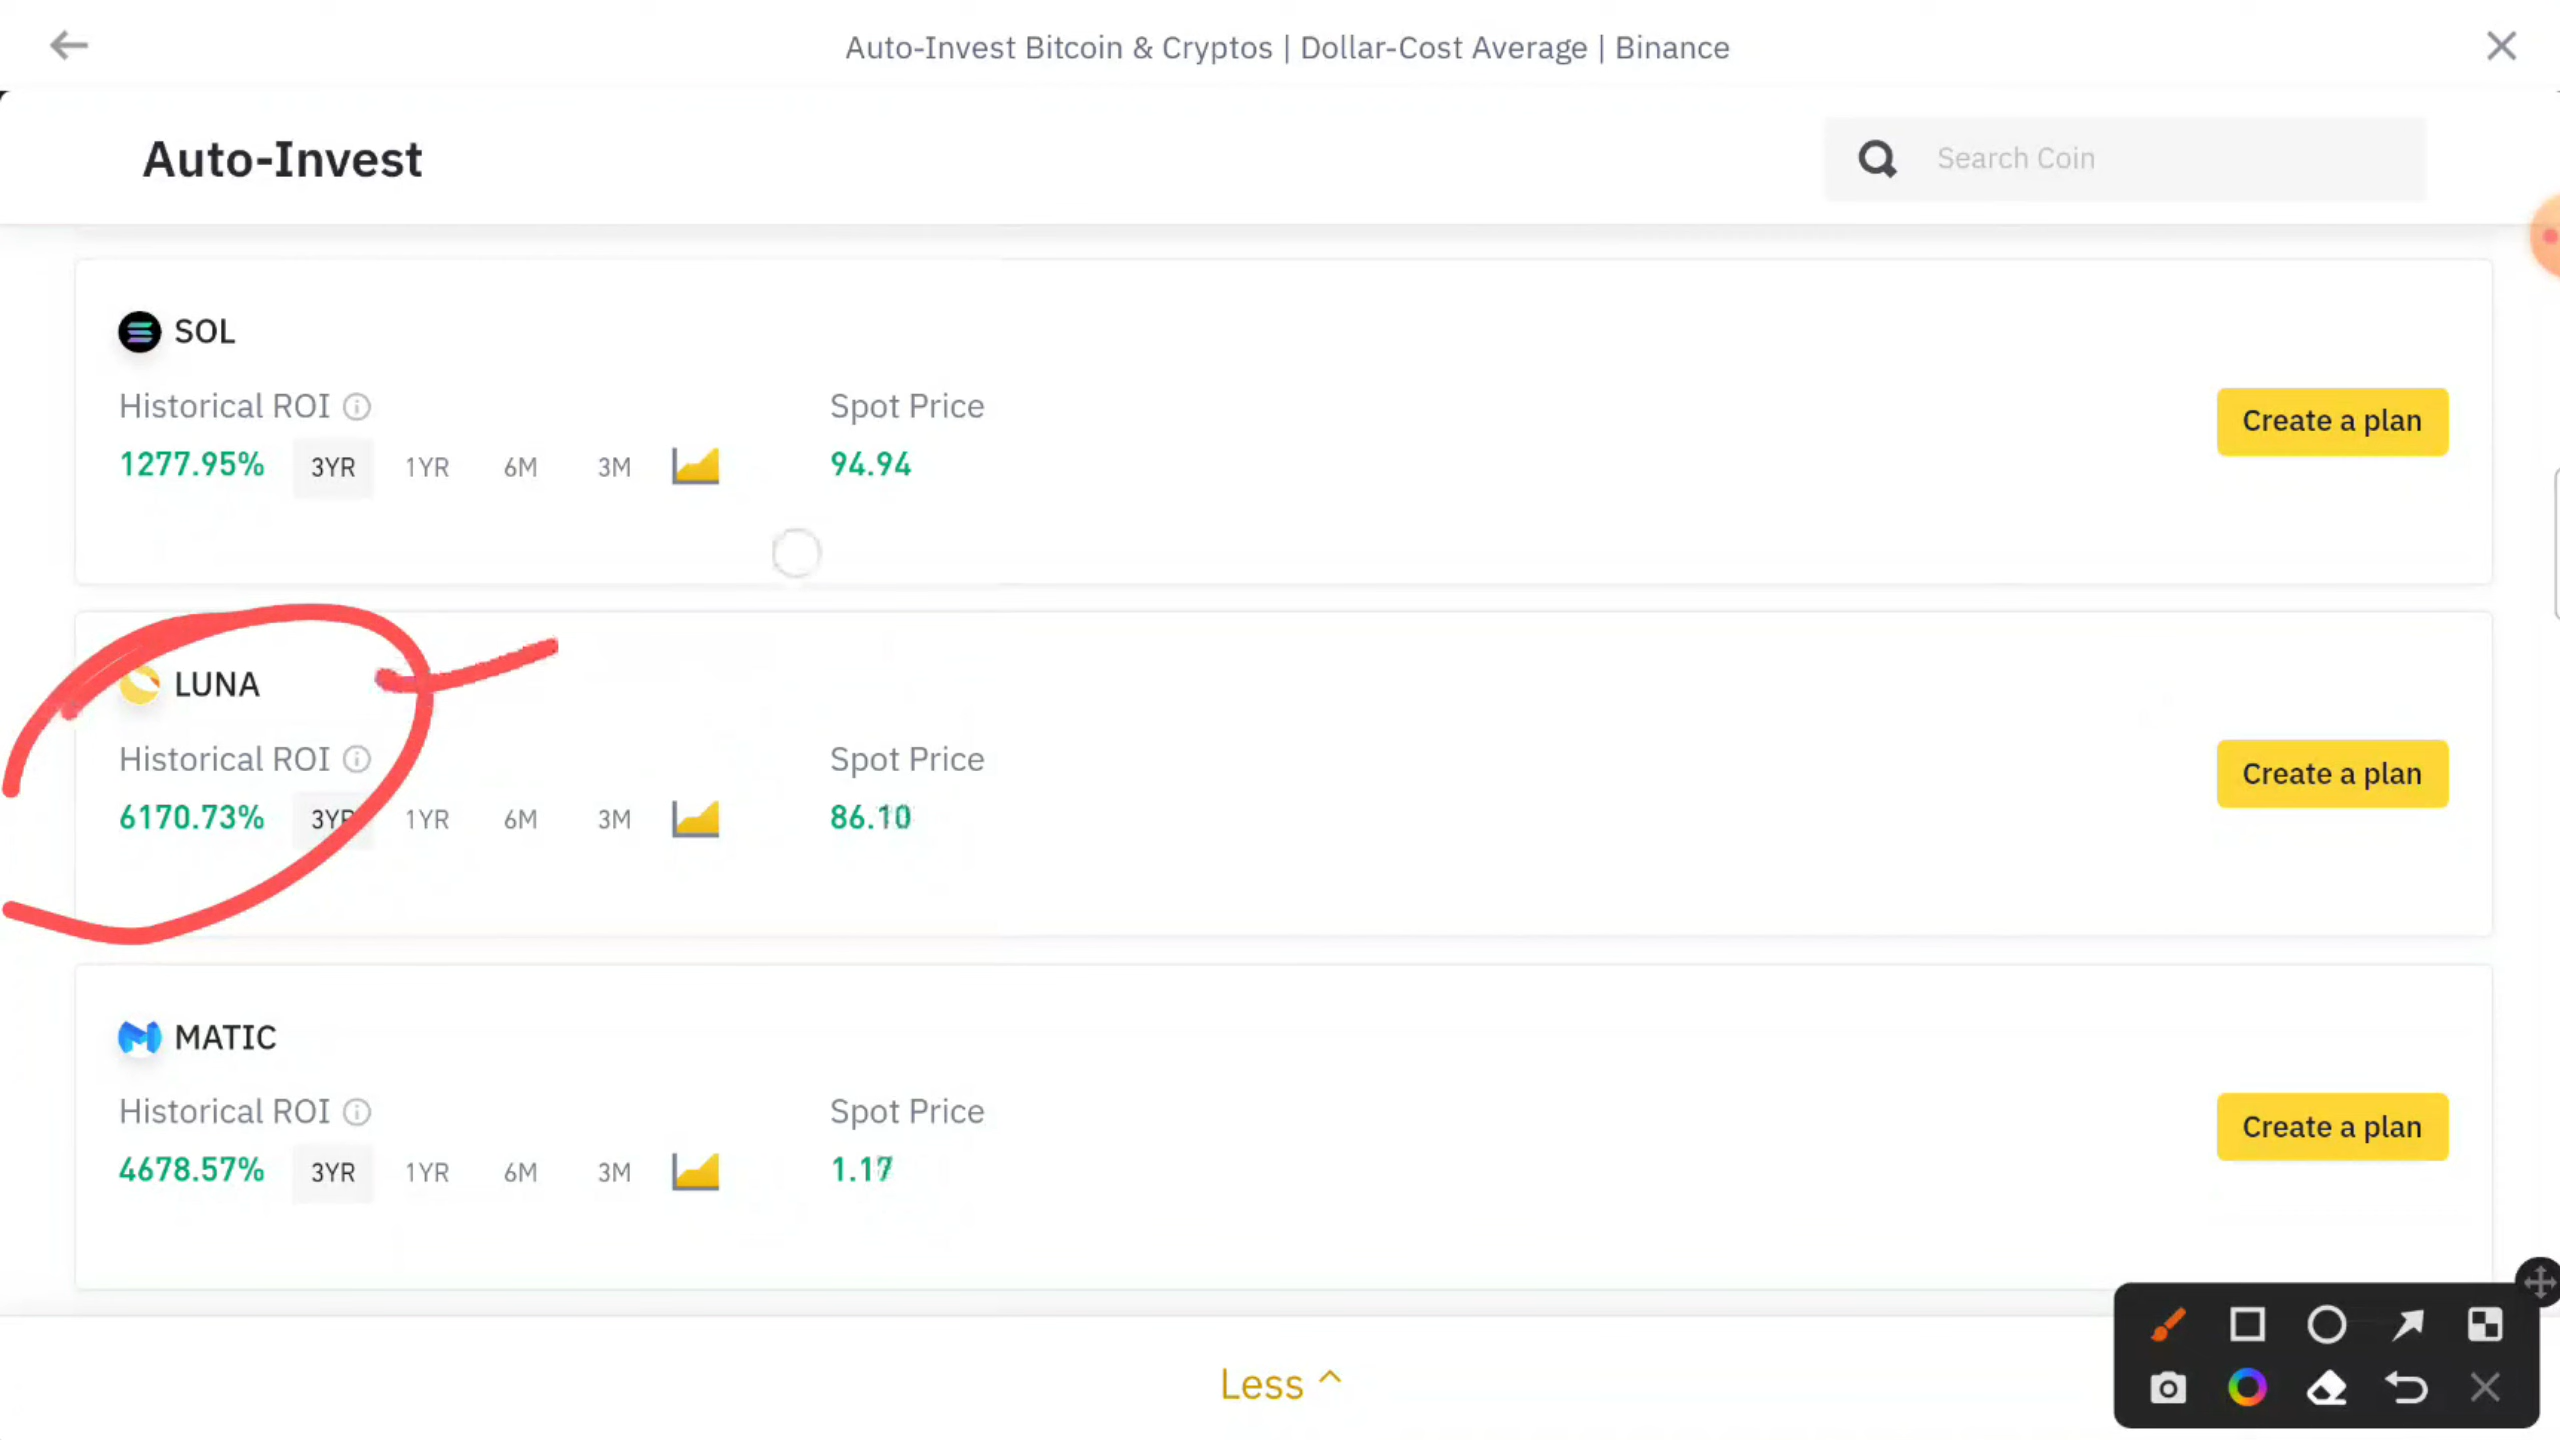 Auto-Invest Bitcoin & Cryptos | Dollar-Cost Average | Binance
Auto-Invest
Search Coin
SOL
Historical ROI
Spot Price
Create a plan
1277.95% 3YR 1YR 6M 3M
94.94
LUNA
Historical ROI
Spot Price
Create a plan
6170.73% 3YR 1YR 6M 3M
86.10
MATIC
Historical ROI
Spot Price
Create a plan
4678.57% 3YR 1YR 6M 3M
1.17
Less